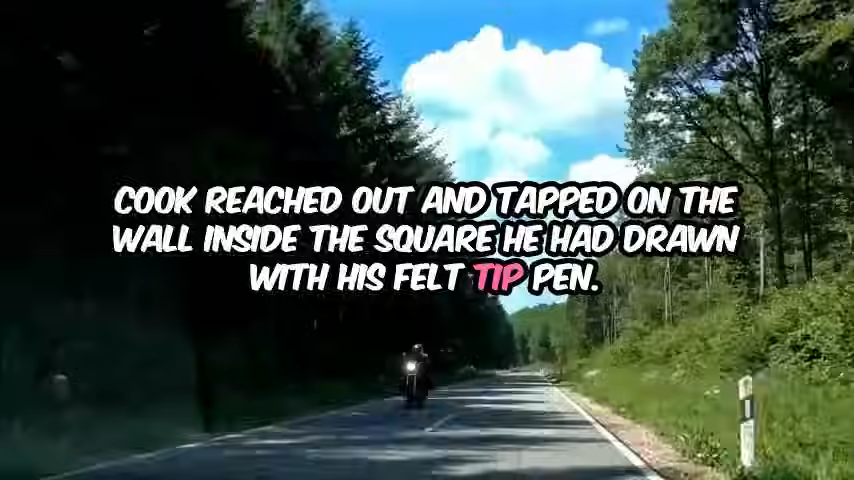 COOK REACHED OUT AND TAPPED ON THE
WALL INSIDE THE SQUARE HE HAD DRAWN
WITH HIS FELT TIP PEN.